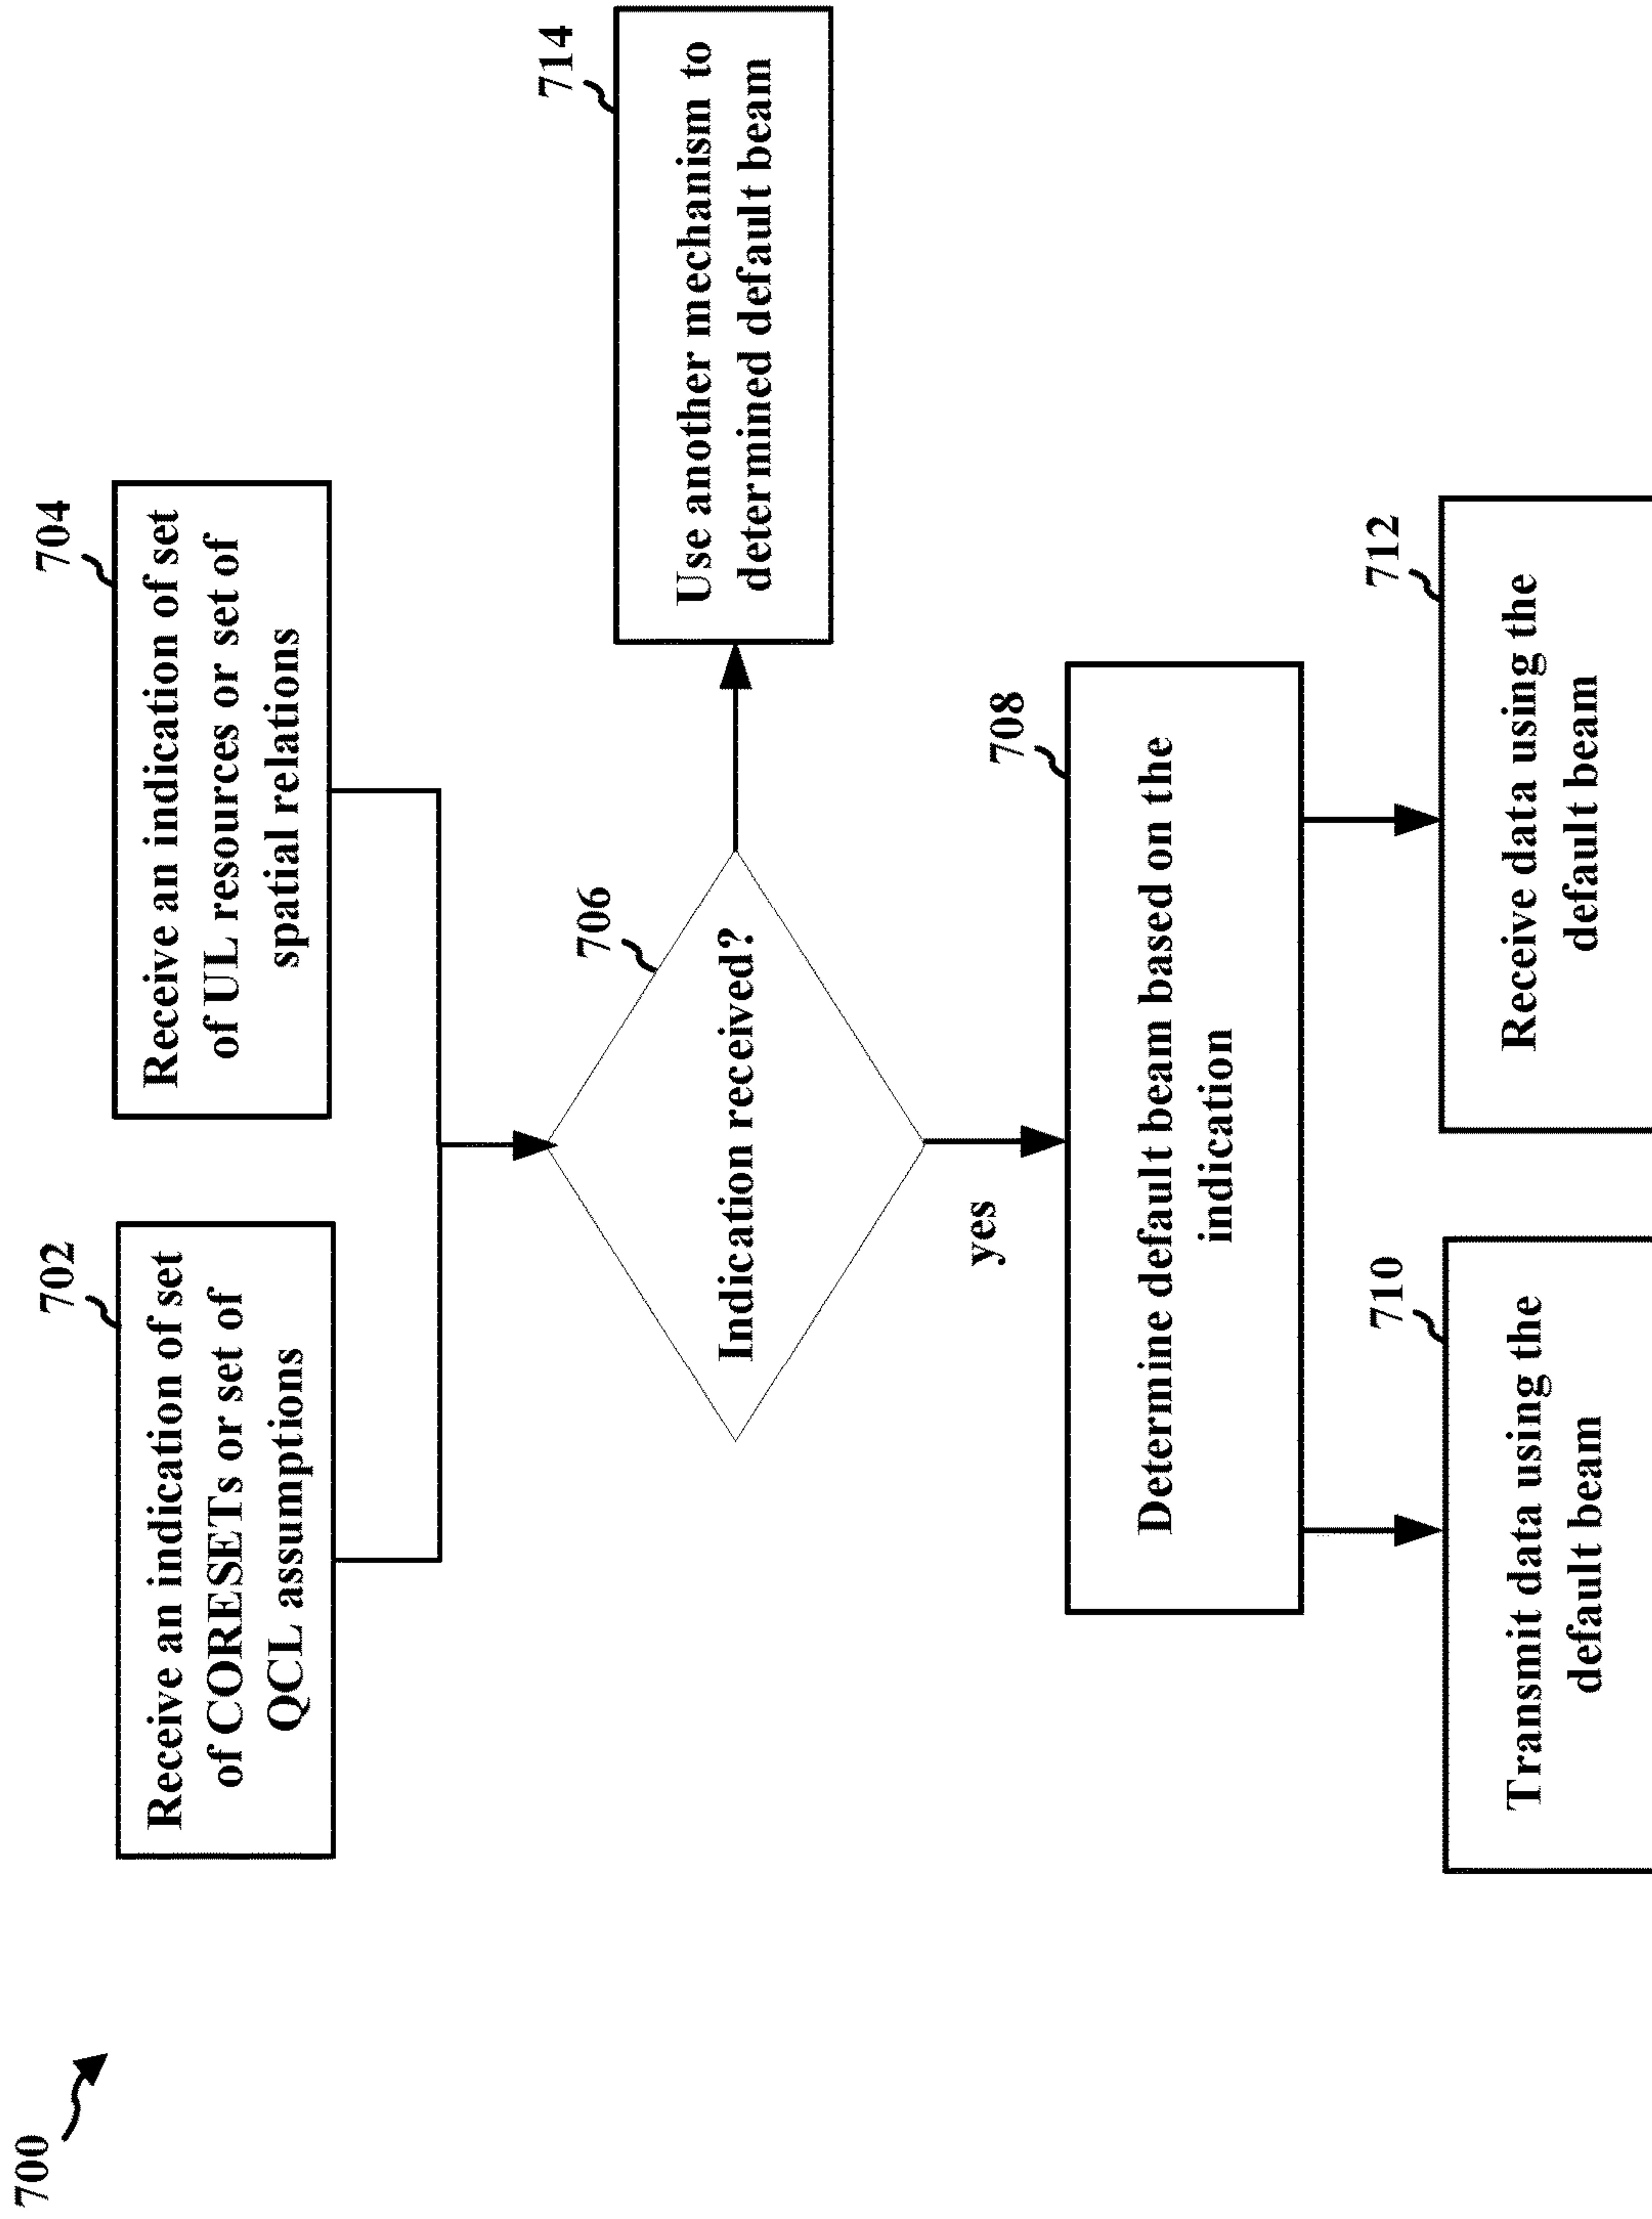 700
702
Receive an indication of set
of CORESETs or set of
QCL assumptions
704
Receive an indication of set
of UL resources or set of
spatial relations
706
Indication received?
714
Use another mechanism to
determined default beam
yes
708
Determine default beam based on the
indication
710
Transmit data using the
default beam
712
Receive data using the
default beam